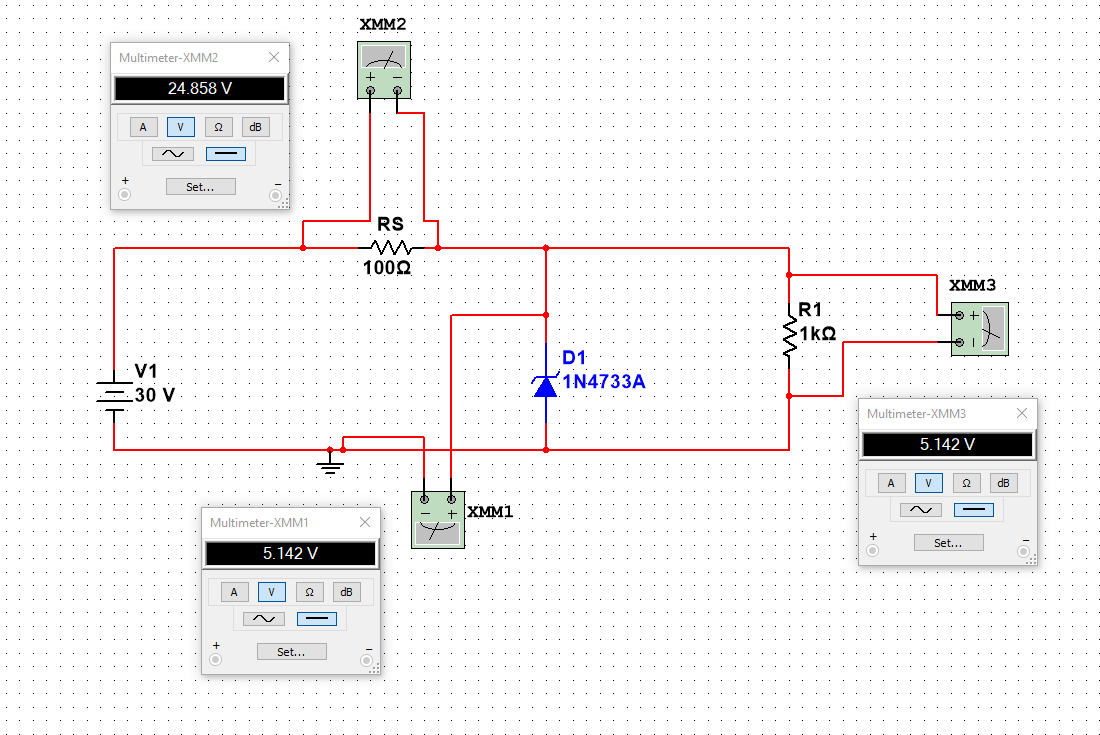 XMM2
Multimeter-XMM2
24.858 V
+ −
A V Ω dB
Set...
+ −
RS
100Ω
XMM3
+ −
R1
1kΩ
D1
1N4733A
V1
30 V
Multimeter-XMM3
5.142 V
A V Ω dB
Set...
+ −
XMM1
− +
Multimeter-XMM1
5.142 V
A V Ω dB
Set...
+ −